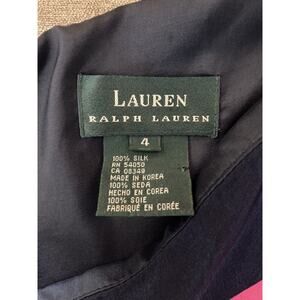 LAUREN
RALPH LAUREN
4
100% SILK
RN 54050
CA 08349
MADE IN KOREA
100% SEDA
HECHO EN COREA
100% SOIE
FABRIQUÉ EN CORÉE